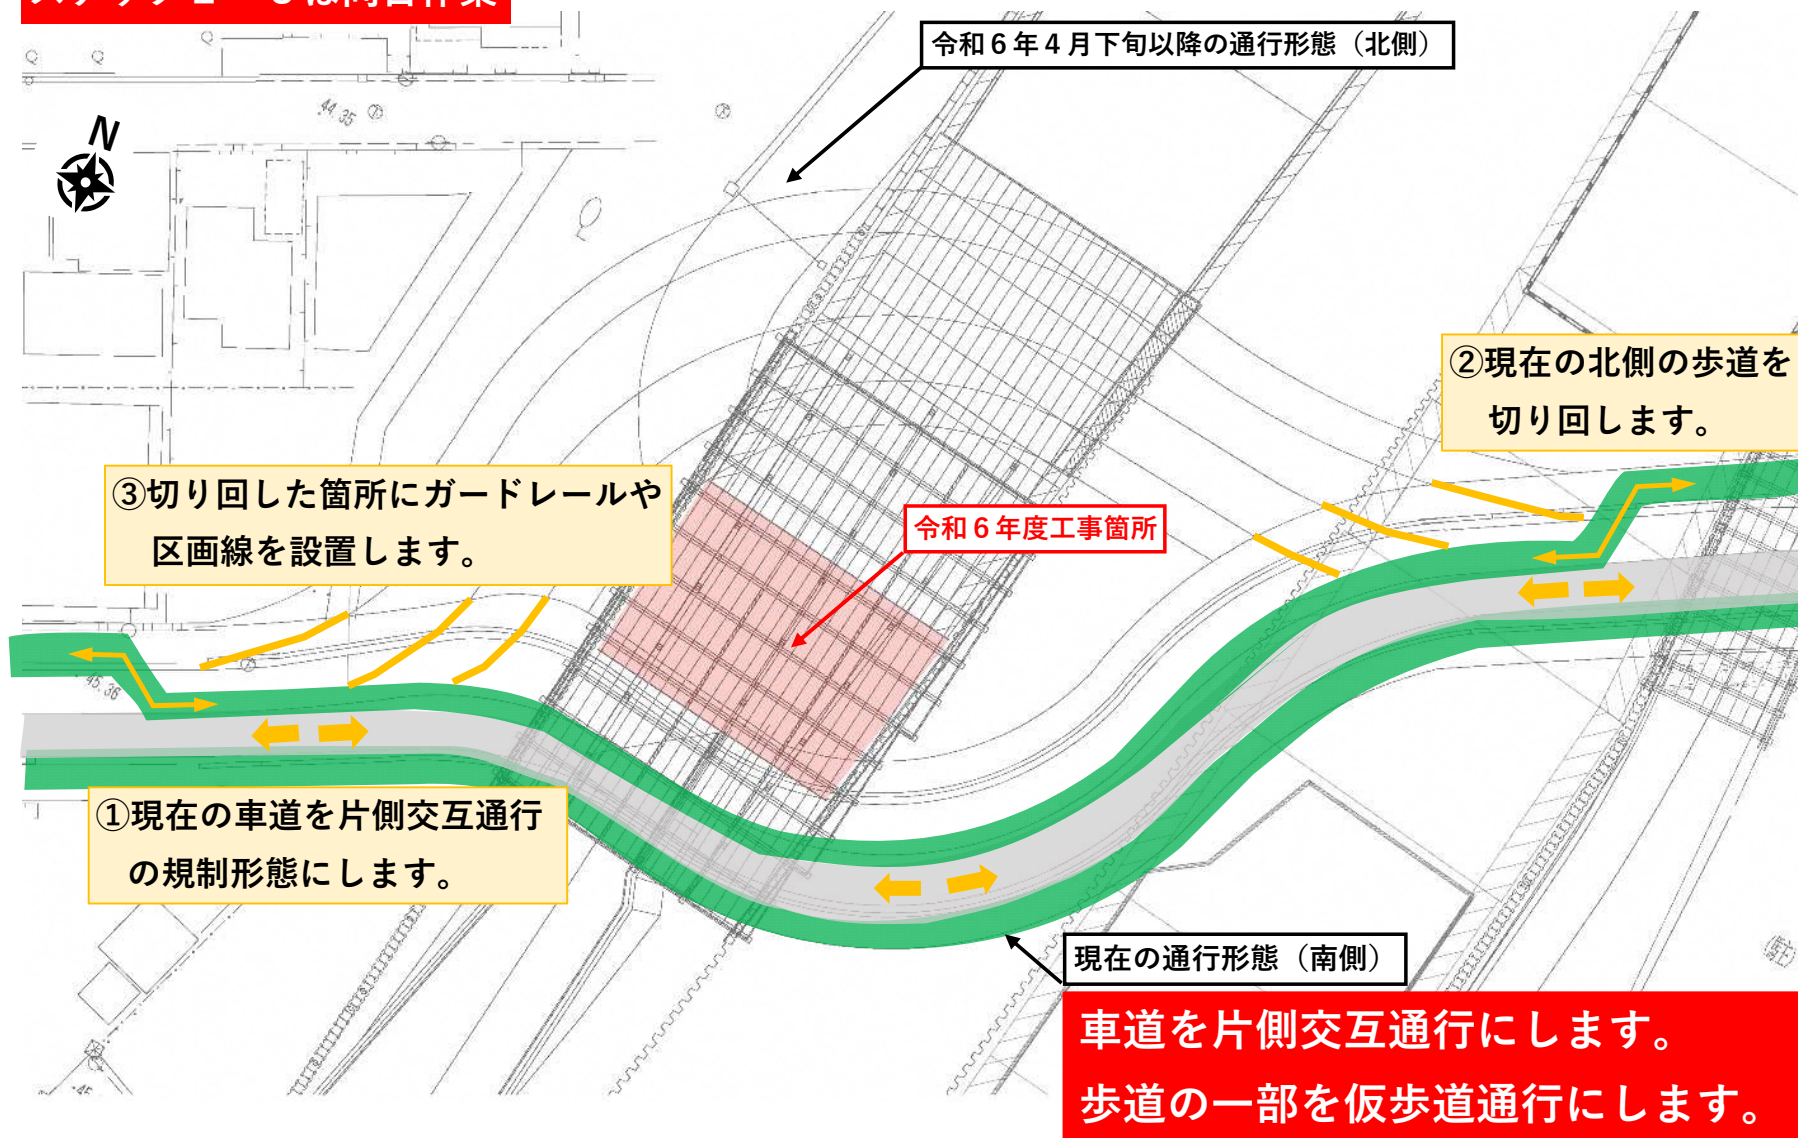 令和６年４月下旬以降の通行形態（北側）
N
44.35
②現在の北側の歩道を
切り回します。
③切り回した箇所にガードレールや
区画線を設置します。
令和６年度工事箇所
45.36
①現在の車道を片側交互通行
の規制形態にします。
現在の通行形態（南側）
車道を片側交互通行にします。
歩道の一部を仮歩道通行にします。